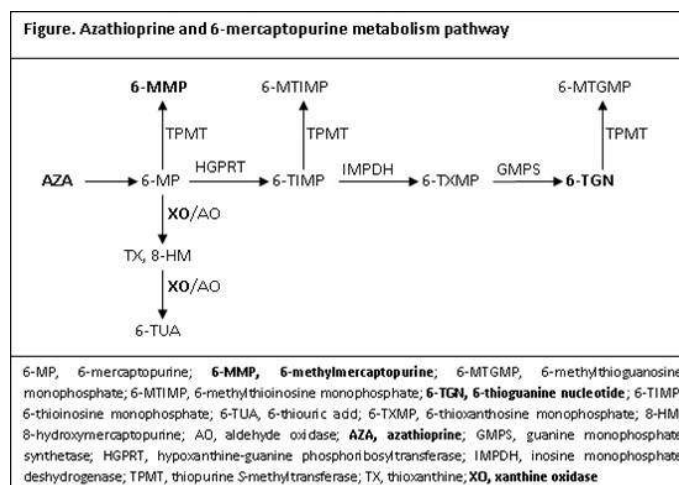 Figure. Azathioprine and 6-mercaptopurine metabolism pathway
6-MMP 6-MTIMP 6-MTGMP
TPMT TPMT TPMT
HGPRT IMPDH GMPS
AZA 6-MP 6-TIMP 6-TXMP 6-TGN
XO/AO
TX, 8-HM
XO/AO
6-TUA
6-MP, 6-mercaptopurine; 6-MMP, 6-methylmercaptopurine; 6-MTGMP, 6-methylthioguanosine
monophosphate; 6-MTIMP, 6-methylthioinosine monophosphate; 6-TGN, 6-thioguanine nucleotide; 6-TIMP
6-thioinosine monophosphate; 6-TUA, 6-thiouric acid; 6-TXMP, 6-thioxanthosine monophosphate; 8-HM
8-hydroxymercaptopurine; AO, aldehyde oxidase; AZA, azathioprine; GMPS, guanine monophosphate
synthetase; HGPRT, hypoxanthine-guanine phosphoribosyltransferase; IMPDH, inosine monophosphate
deshydrogenase; TPMT, thiopurine S-methyltransferase; TX, thioxanthine; XO, xanthine oxidase